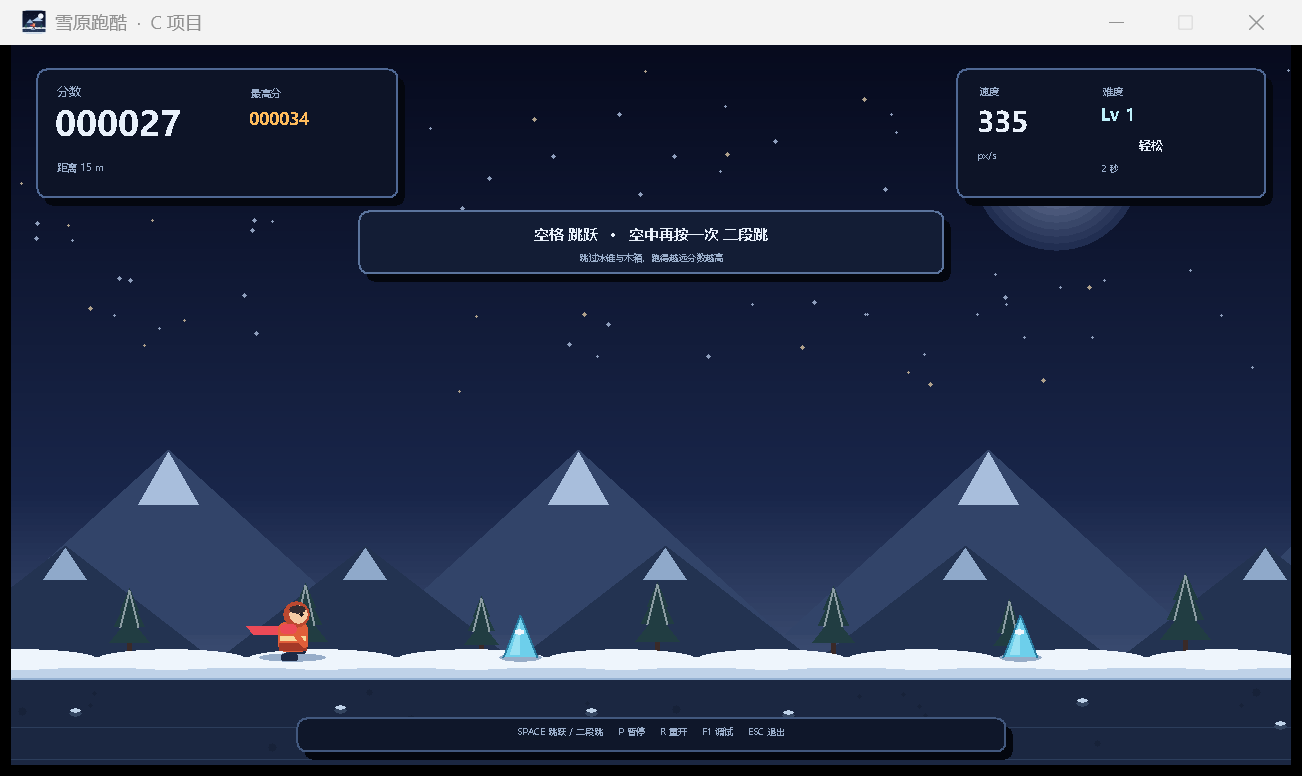 雪原跑酷 · C 项目
分数
000027
最高分
000034
距离 15 m
速度
335
px/s
难度
Lv 1
轻松
2 秒
空格 跳跃 • 空中再按一次 二段跳
跳过冰锥与木箱，跑得越远分数越高
SPACE 跳跃 / 二段跳 P 暂停 R 重开 F1 调试 ESC 退出